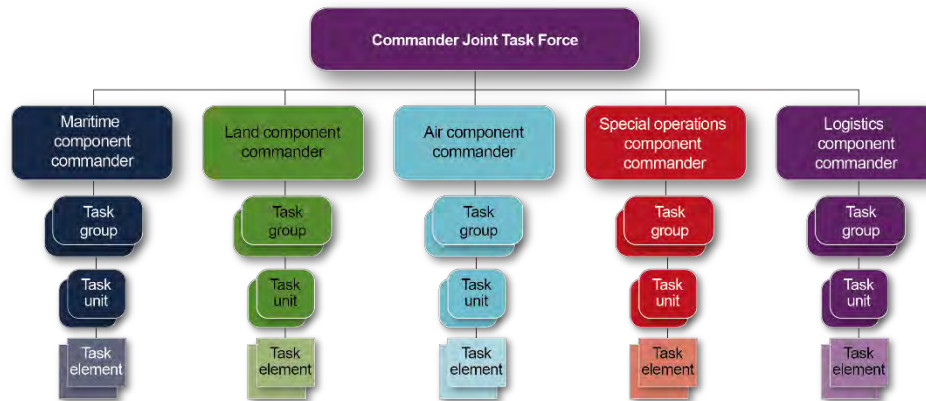 Commander Joint Task Force
Maritime
component
commander
Land component
commander
Air component
commander
Special operations
component
commander
Logistics
component
commander
Task
group
Task
group
Task
group
Task
group
Task
group
Task
unit
Task
unit
Task
unit
Task
unit
Task
unit
Task
element
Task
element
Task
element
Task
element
Task
element